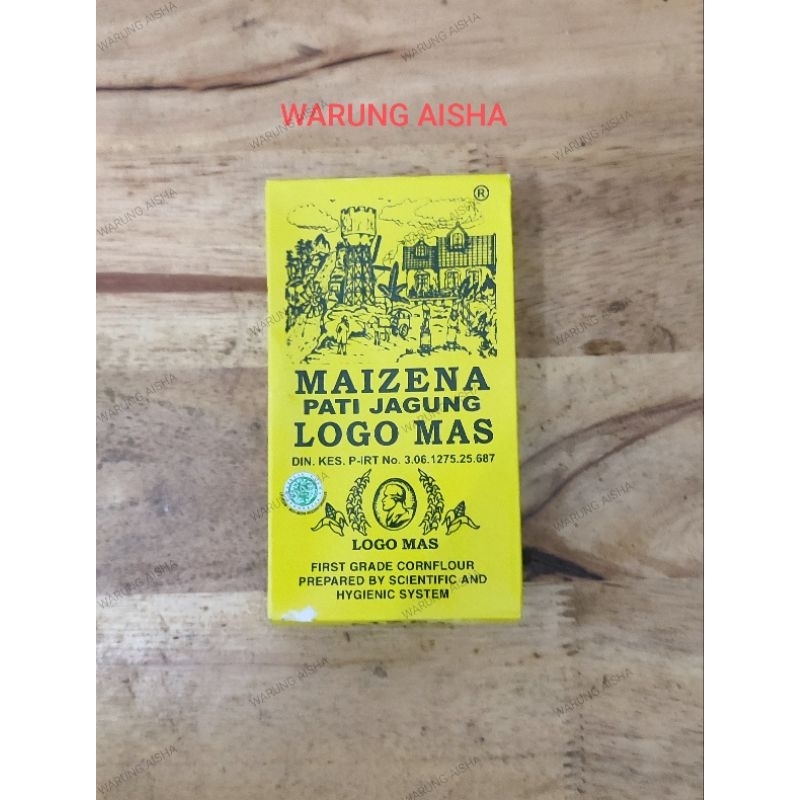 WARUNG AISHA
®
MAIZENA
PATI JAGUNG
LOGO MAS
DIN. KES. P-IRT No. 3.06.1275.25.687
LOGO MAS
FIRST GRADE CORNFLOUR
PREPARED BY SCIENTIFIC AND
HYGIENIC SYSTEM